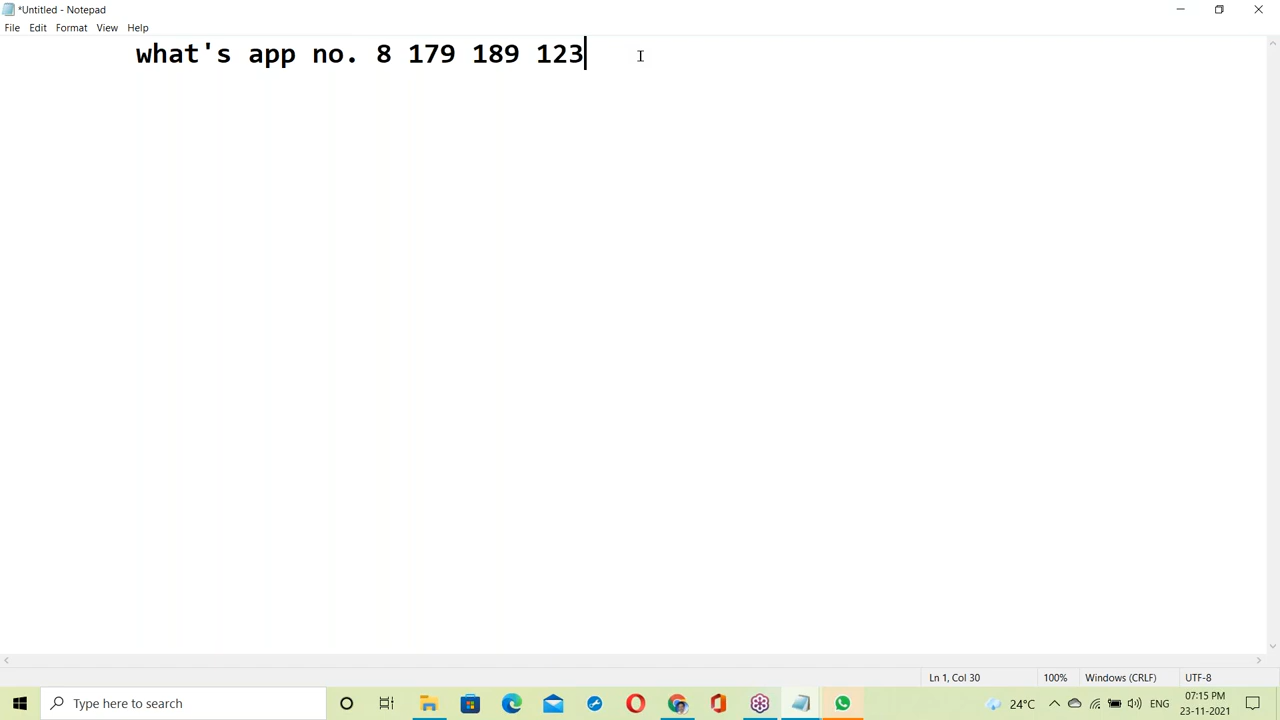 *Untitled - Notepad
File Edit Format View Help
what's app no. 8 179 189 123
Ln 1, Col 30 100% Windows (CRLF) UTF-8
Type here to search
24°C ENG 07:15 PM
23-11-2021